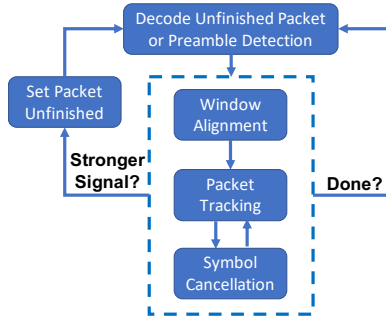 Decode Unfinished Packet
or Preamble Detection
Set Packet
Unfinished
Window
Alignment
Stronger
Signal?
Packet
Tracking
Done?
Symbol
Cancellation